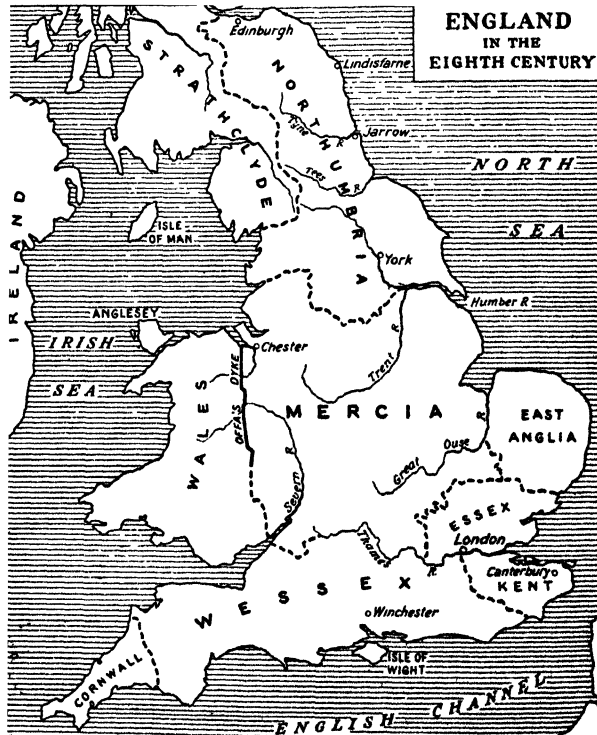 ENGLAND
IN THE
EIGHTH CENTURY
Edinburgh
Lindisfarne
STRATHCLYDE
NORTHUMBRIA
Tyne R
Jarrow
Tees R
NORTH
SEA
IRELAND
ISLE
OF MAN
York
Humber R
ANGLESEY
IRISH
SEA
Chester
Trent R
OFFA'S DYKE
WALES
MERCIA
EAST
ANGLIA
Great Ouse R
Severn R
ESSEX
London
Thames R
Canterbury
KENT
WESSEX
Winchester
ISLE OF
WIGHT
CORNWALL
ENGLISH CHANNEL